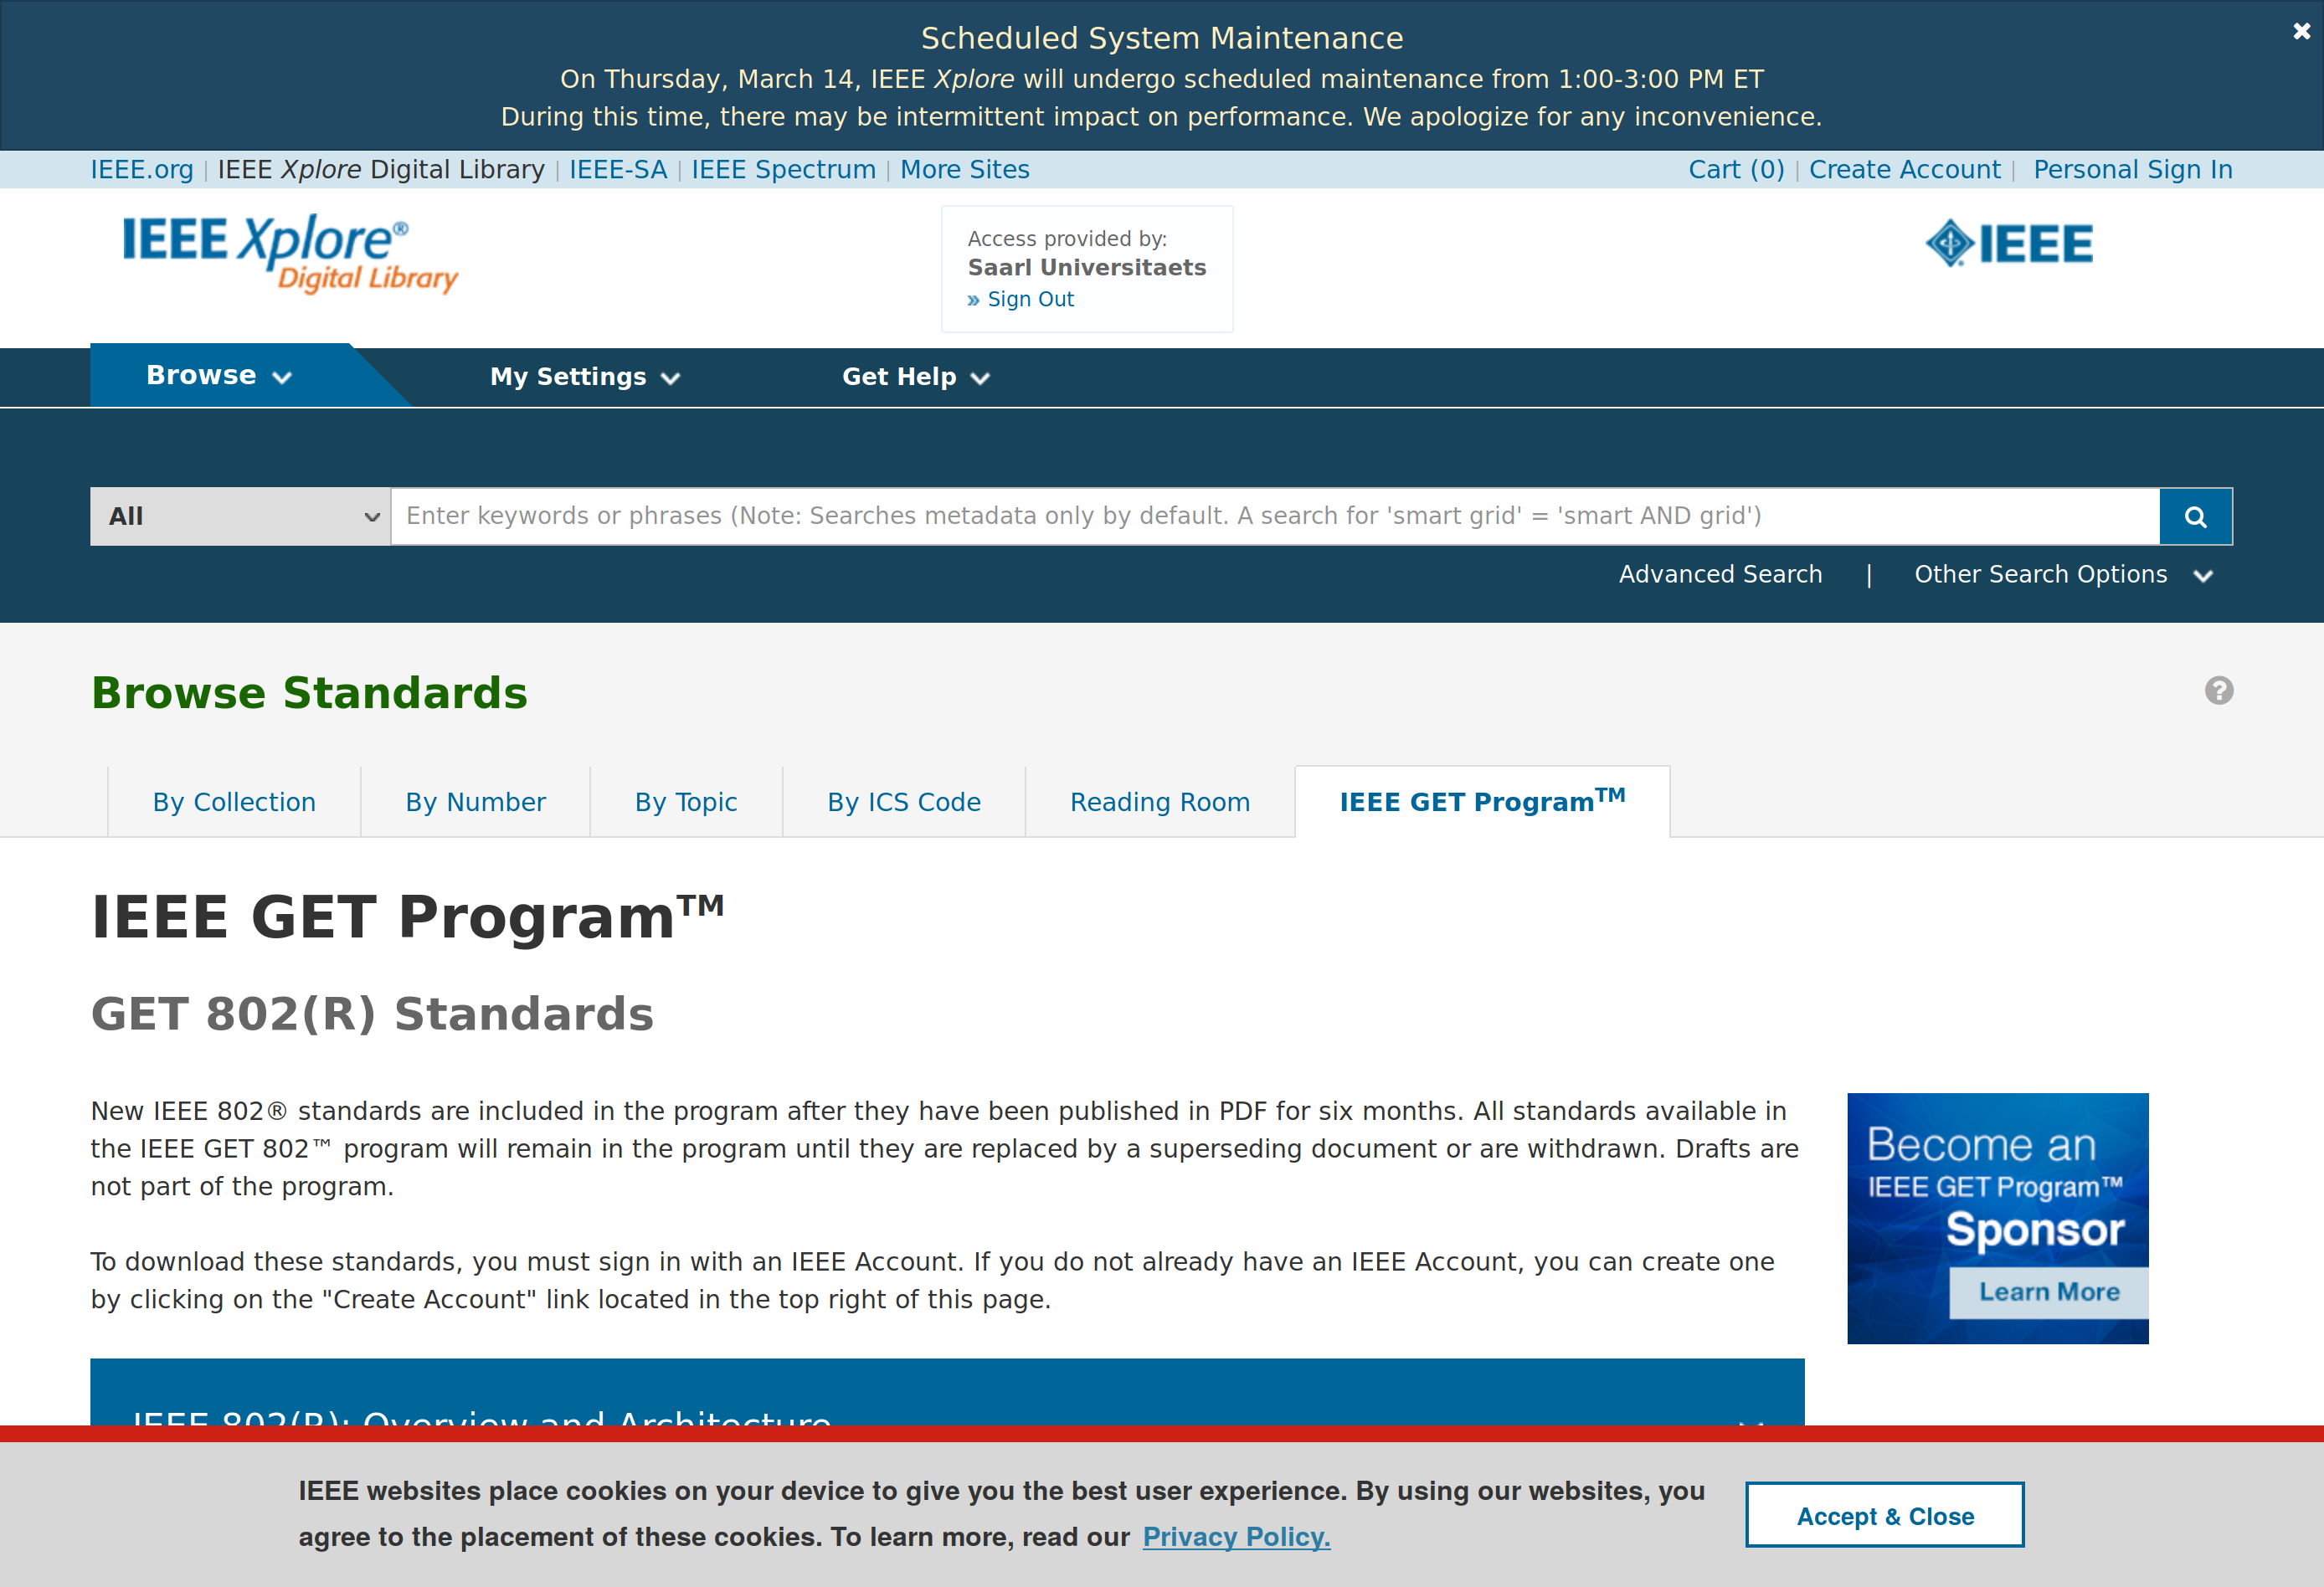 Scheduled System Maintenance
On Thursday, March 14, IEEE Xplore will undergo scheduled maintenance from 1:00-3:00 PM ET
During this time, there may be intermittent impact on performance. We apologize for any inconvenience.
IEEE.org | IEEE Xplore Digital Library | IEEE-SA | IEEE Spectrum | More Sites
Cart (0) | Create Account | Personal Sign In
IEEE Xplore®
Digital Library
Access provided by:
Saarl Universitaets
» Sign Out
IEEE
Browse
My Settings
Get Help
All
Enter keywords or phrases (Note: Searches metadata only by default. A search for 'smart grid' = 'smart AND grid')
Advanced Search | Other Search Options
Browse Standards
?
By Collection
By Number
By Topic
By ICS Code
Reading Room
IEEE GET Program™
IEEE GET Program™
GET 802(R) Standards
New IEEE 802® standards are included in the program after they have been published in PDF for six months. All standards available in
the IEEE GET 802™ program will remain in the program until they are replaced by a superseding document or are withdrawn. Drafts are
not part of the program.
To download these standards, you must sign in with an IEEE Account. If you do not already have an IEEE Account, you can create one
by clicking on the "Create Account" link located in the top right of this page.
Become an
IEEE GET Program™
Sponsor
Learn More
IEEE 802(R): Overview and Architecture
IEEE websites place cookies on your device to give you the best user experience. By using our websites, you
agree to the placement of these cookies. To learn more, read our Privacy Policy.
Accept & Close